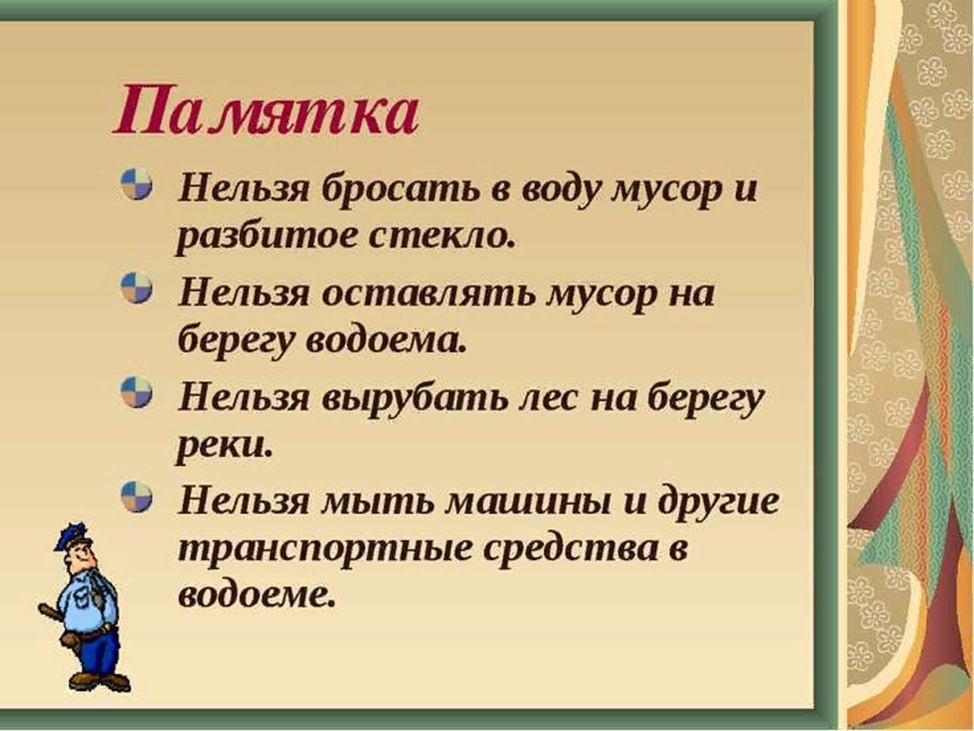 Памятка
Нельзя бросать в воду мусор и
разбитое стекло.
Нельзя оставлять мусор на
берегу водоема.
Нельзя вырубать лес на берегу
реки.
Нельзя мыть машины и другие
транспортные средства в
водоеме.